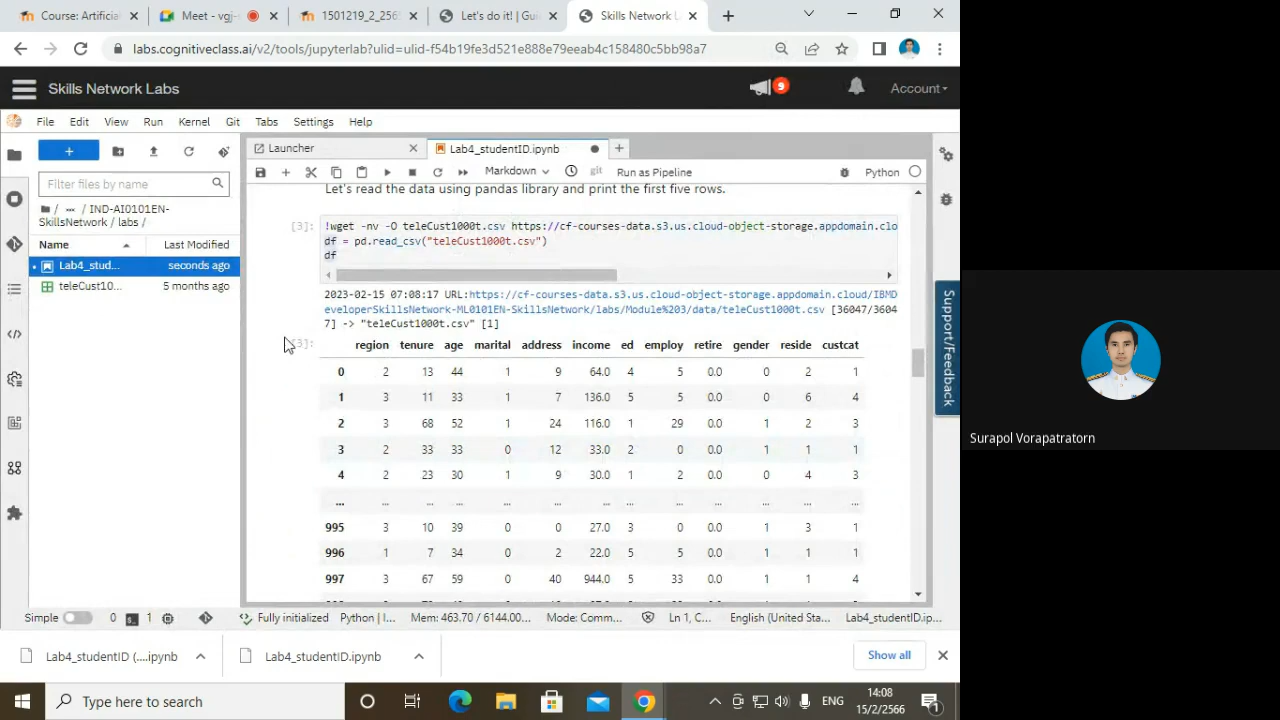 Course: Artificia
Meet - vgj-
1501219_2_256
Let's do it! | Gu
Skills Network L
labs.cognitiveclass.ai/v2/tools/jupyterlab?ulid=ulid-f54b19fe3d521e888e79eeab4c158480c5bb98a7
Skills Network Labs
9
Account
File Edit View Run Kernel Git Tabs Settings Help
Launcher
Lab4_studentID.ipynb
Markdown
git
Run as Pipeline
Python
Filter files by name
/ ... / IND-AI0101EN-
SkillsNetwork / labs /
Name Last Modified
Lab4_stud... seconds ago
teleCust10... 5 months ago
Let's read the data using pandas library and print the first five rows.
[3]:
!wget -nv -O teleCust1000t.csv https://cf-courses-data.s3.us.cloud-object-storage.appdomain.clo
df = pd.read_csv("teleCust1000t.csv")
df
2023-02-15 07:08:17 URL:https://cf-courses-data.s3.us.cloud-object-storage.appdomain.cloud/IBMD
eveloperSkillsNetwork-ML0101EN-SkillsNetwork/labs/Module%203/data/teleCust1000t.csv [36047/3604
7] -> "teleCust1000t.csv" [1]
[3]:
region tenure age marital address income ed employ retire gender reside custcat
0 2 13 44 1 9 64.0 4 5 0.0 0 2 1
1 3 11 33 1 7 136.0 5 5 0.0 0 6 4
2 3 68 52 1 24 116.0 1 29 0.0 1 2 3
3 2 33 33 0 12 33.0 2 0 0.0 1 1 1
4 2 23 30 1 9 30.0 1 2 0.0 0 4 3
... ... ... ... ... ... ... ... ... ... ... ... ...
995 3 10 39 0 0 27.0 3 0 0.0 1 3 1
996 1 7 34 0 2 22.0 5 5 0.0 1 1 1
997 3 67 59 0 40 944.0 5 33 0.0 1 1 4
Support/Feedback
Surapol Vorapatratorn
Simple 0 1
Fully initialized
Python | I...
Mem: 463.70 / 6144.00...
Mode: Comm...
Ln 1, C...
English (United Sta...
Lab4_studentID.ip...
Lab4_studentID (....ipynb
Lab4_studentID.ipynb
Show all
Type here to search
ENG
14:08
15/2/2566
1